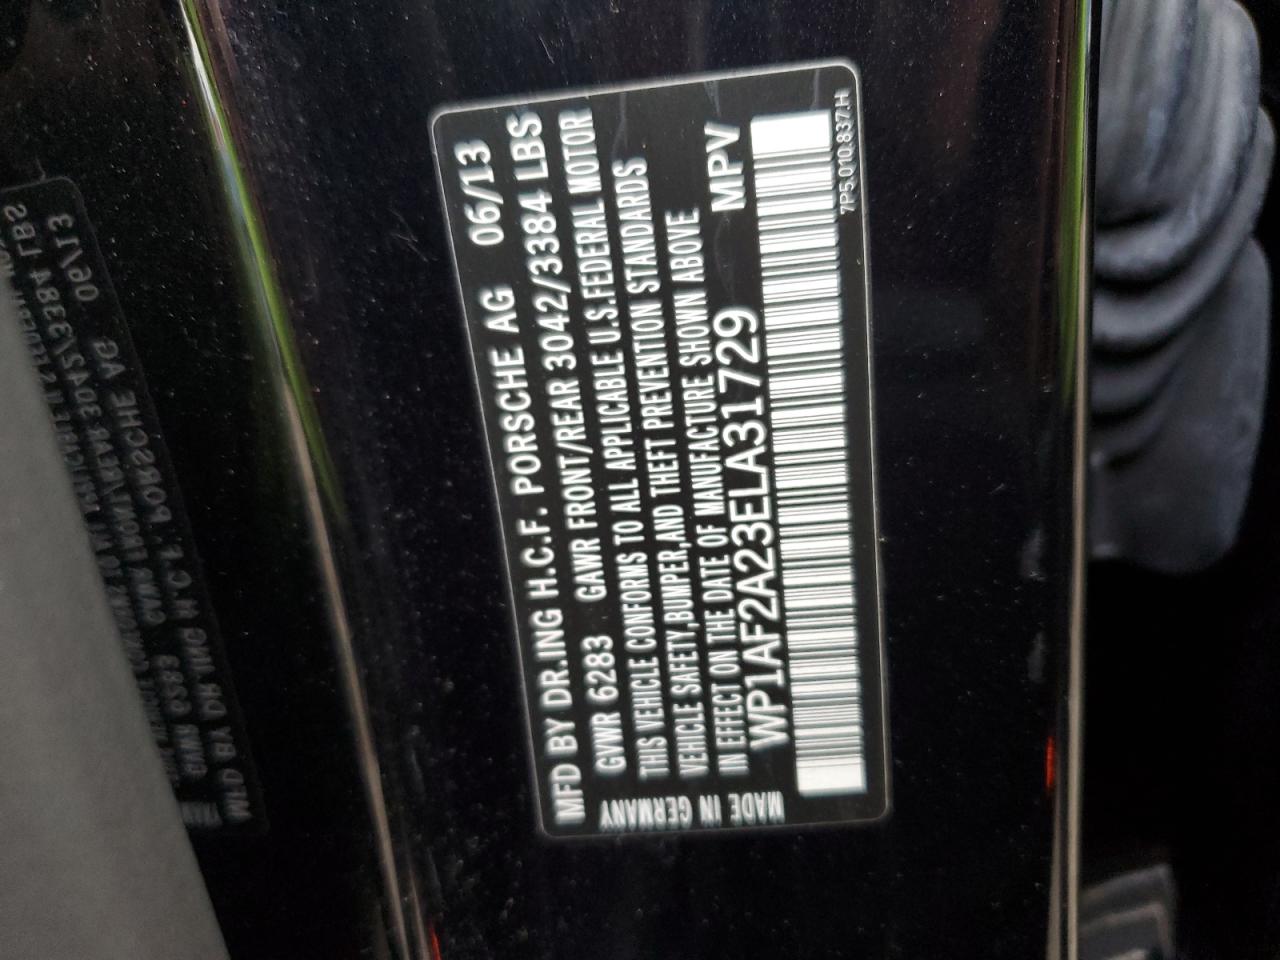 MFD BY DR.ING H.C.F. PORSCHE AG 06/13
GVWR 6283 GAWR FRONT/REAR 3042/3384 LBS
THIS VEHICLE CONFORMS TO ALL APPLICABLE U.S.FEDERAL MOTOR
VEHICLE SAFETY,BUMPER,AND THEFT PREVENTION STANDARDS
IN EFFECT ON THE DATE OF MANUFACTURE SHOWN ABOVE
WP1AF2A23ELA31729 MPV
MADE IN GERMANY
7P5.010.837.H